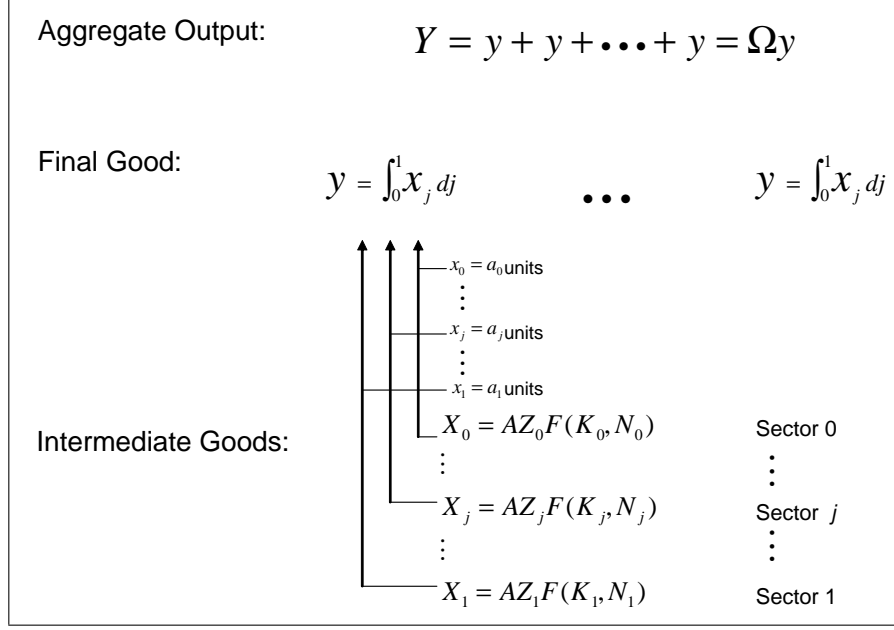 Aggregate Output: Y = y + y + ••• + y = Ωy
Final Good: y = ∫₀¹ x_j dj ••• y = ∫₀¹ x_j dj
x₀ = a₀ units
⋮
x_j = a_j units
⋮
x₁ = a₁ units
Intermediate Goods: X₀ = AZ₀F(K₀, N₀) Sector 0
⋮ ⋮
X_j = AZ_jF(K_j, N_j) Sector j
⋮ ⋮
X₁ = AZ₁F(K₁, N₁) Sector 1